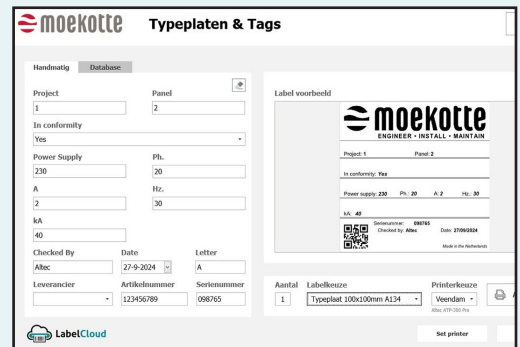 moekotte Typeplaten & Tags
Handmatig Database
Project Panel
1 2
In conformity
Yes
Power Supply Ph.
230 20
A Hz.
2 30
kA
40
Checked By Date Letter
Altec 27-9-2024 A
Leverancier Artikelnummer Serienummer
123456789 098765
LabelCloud
Label voorbeeld
moekotte
ENGINEER • INSTALL • MAINTAIN
Project: 1 Panel: 2
In conformity: Yes
Power supply: 230 Ph.: 20 A: 2 Hz.: 30
kA: 40
Serienummer: 098765
Checked by: Altec Date: 27/09/2024
Made in the Netherlands
Aantal Labelkeuze Printerkeuze
1 Typeplaat 100x100mm A134 Veendam
Altec ATP-300 Pro
Set printer